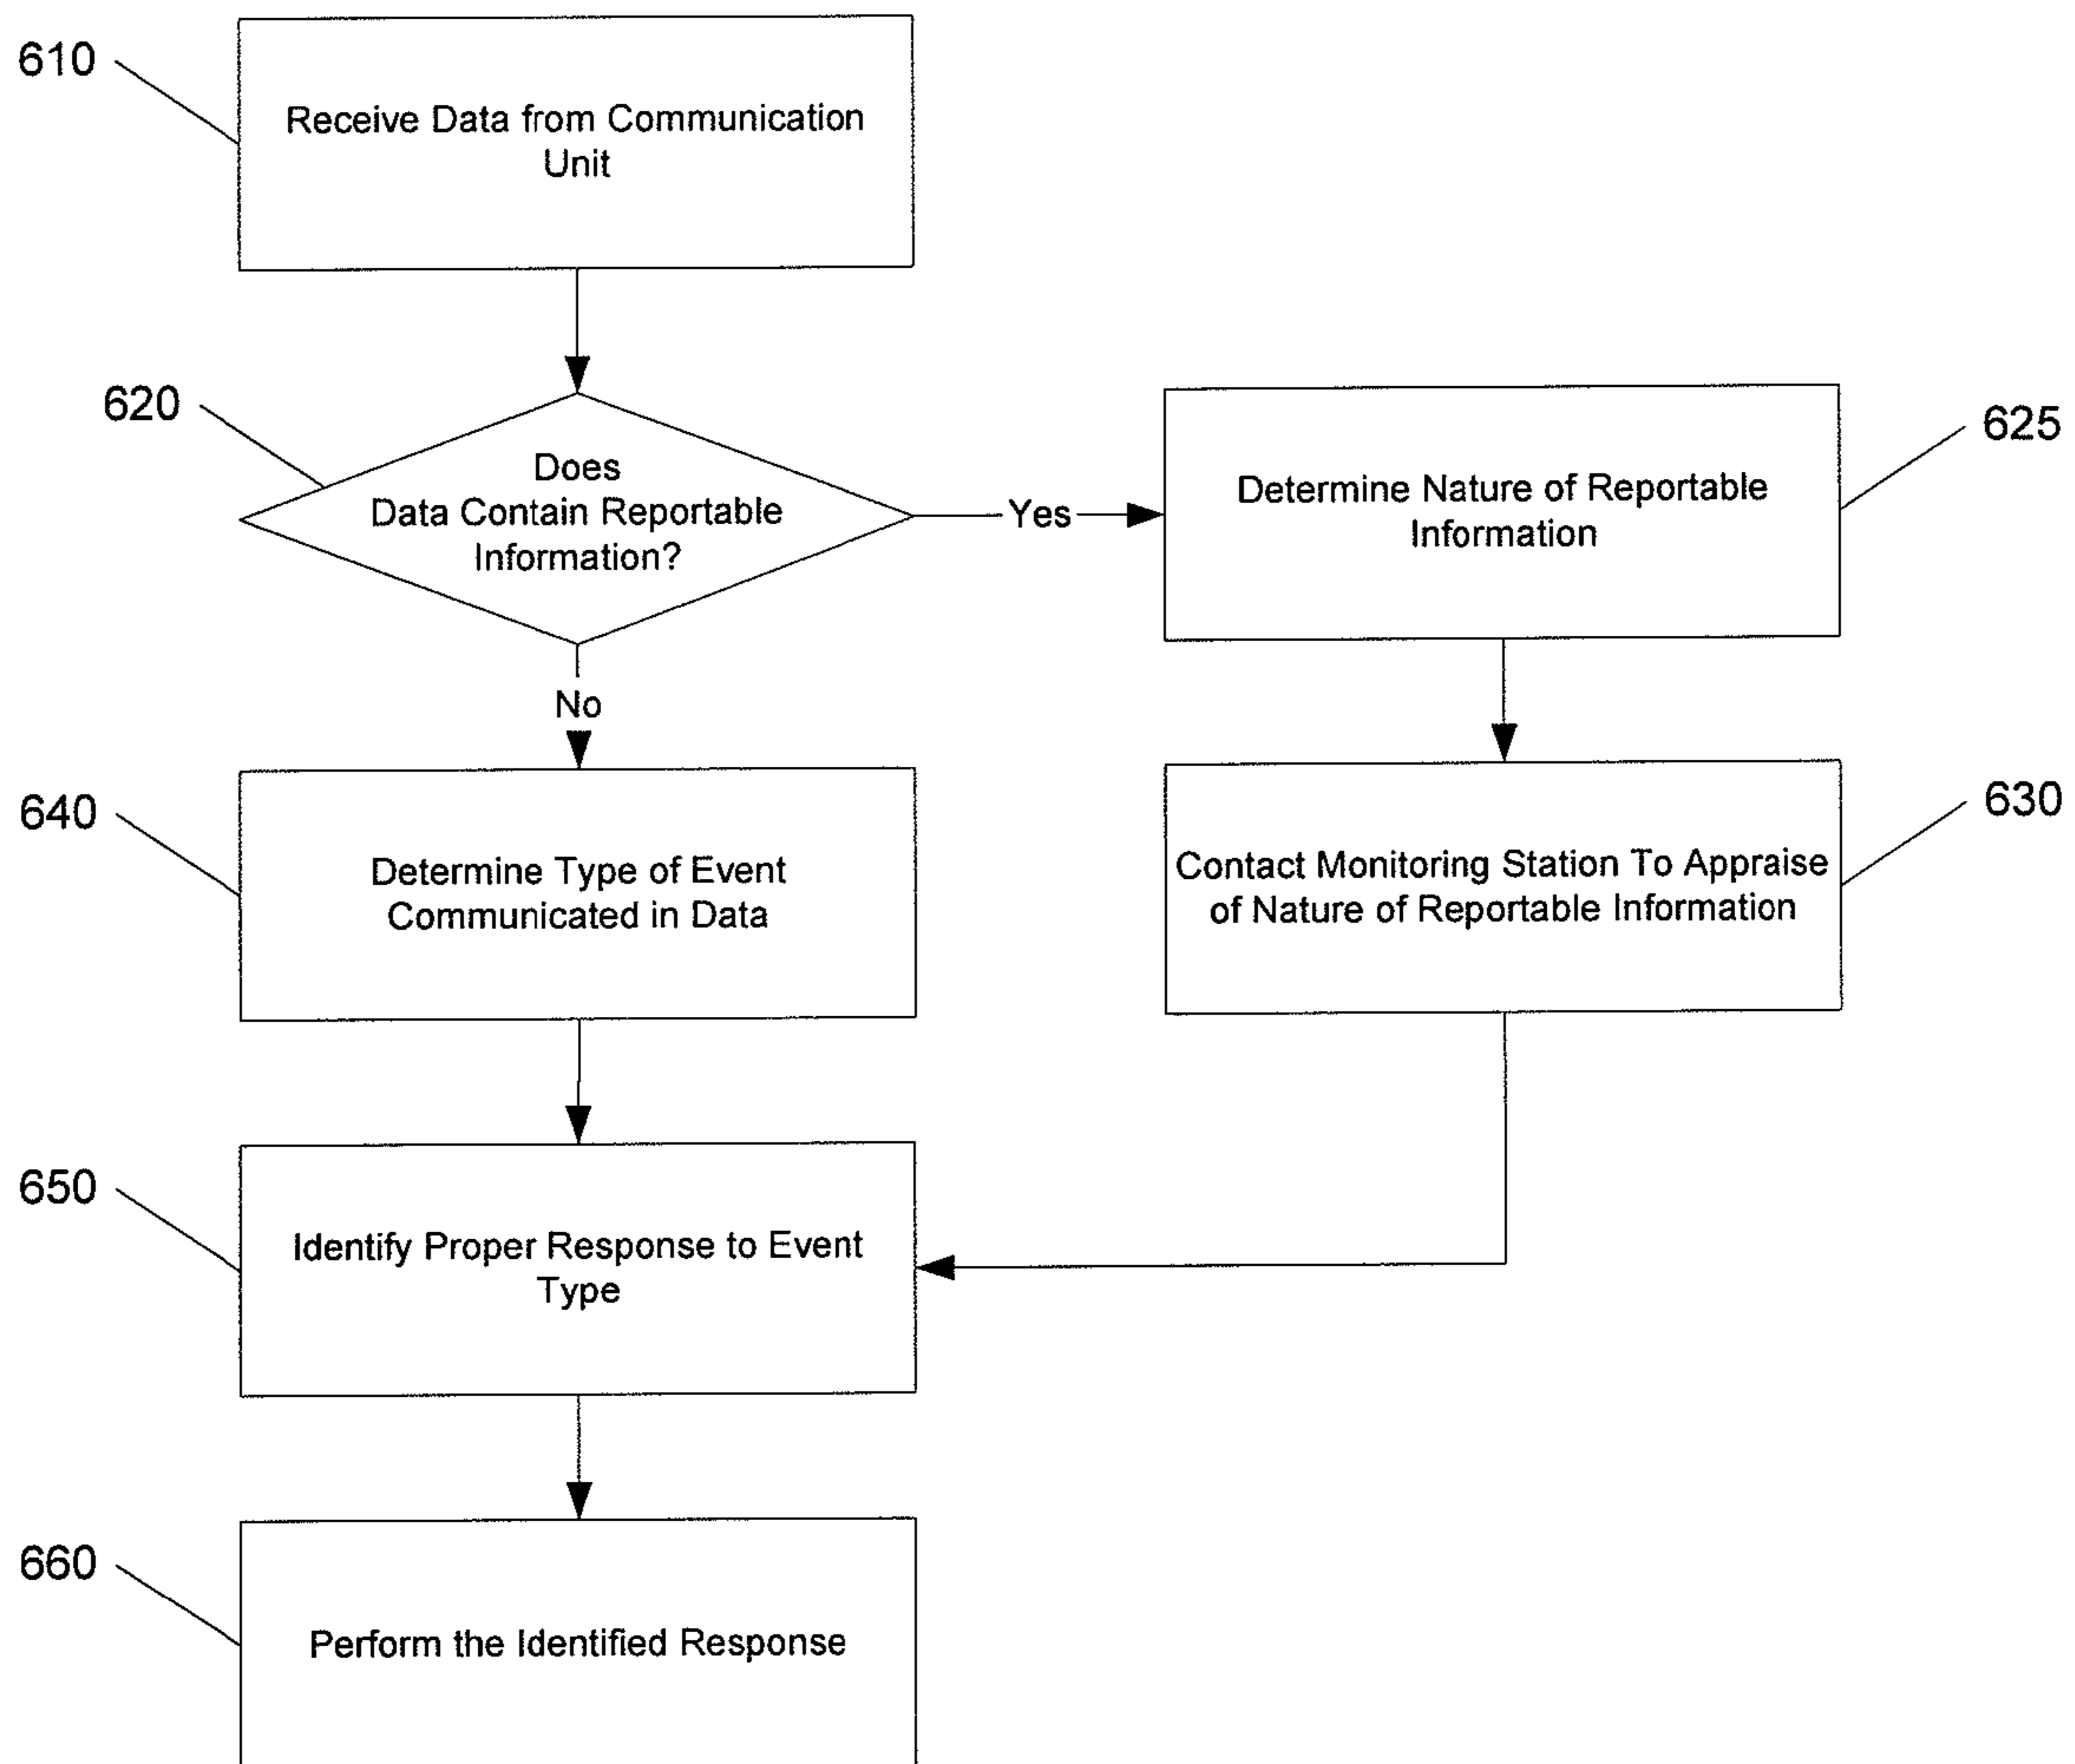 610
Receive Data from Communication
Unit
620
Does
Data Contain Reportable
Information?
Yes
Determine Nature of Reportable
Information
625
No
640
Determine Type of Event
Communicated in Data
Contact Monitoring Station To Appraise
of Nature of Reportable Information
630
650
Identify Proper Response to Event
Type
660
Perform the Identified Response